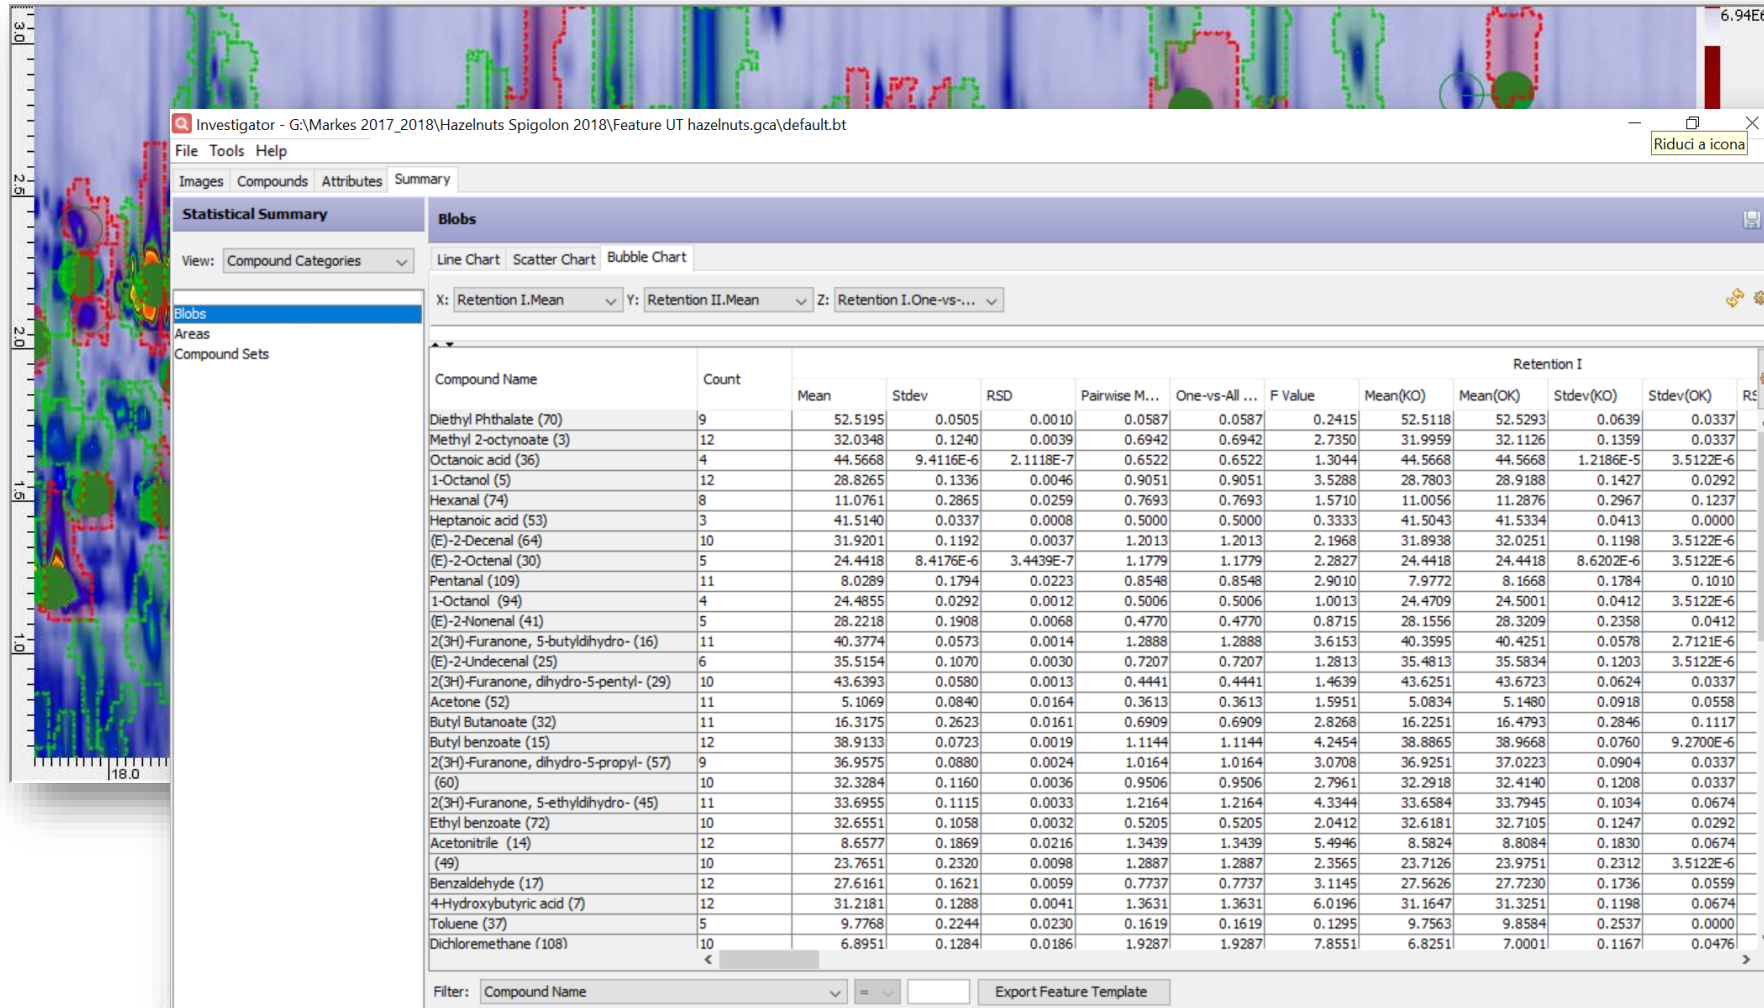 6.94E6
3.0
2.5
2.0
1.5
1.0
18.0
Investigator - G:\Markes 2017_2018\Hazelnuts Spigolon 2018\Feature UT hazelnuts.gca\default.bt
Riduci a icona
File Tools Help
Images Compounds Attributes Summary
Statistical Summary
View: Compound Categories
Blobs
Areas
Compound Sets
Blobs
Line Chart Scatter Chart Bubble Chart
X: Retention I.Mean Y: Retention II.Mean Z: Retention I.One-vs-...
Retention I
Compound Name Count Mean Stdev RSD Pairwise M... One-vs-All ... F Value Mean(KO) Mean(OK) Stdev(KO) Stdev(OK) RS
Diethyl Phthalate (70) 9 52.5195 0.0505 0.0010 0.0587 0.0587 0.2415 52.5118 52.5293 0.0639 0.0337
Methyl 2-octynoate (3) 12 32.0348 0.1240 0.0039 0.6942 0.6942 2.7350 31.9959 32.1126 0.1359 0.0337
Octanoic acid (36) 4 44.5668 9.4116E-6 2.1118E-7 0.6522 0.6522 1.3044 44.5668 44.5668 1.2186E-5 3.5122E-6
1-Octanol (5) 12 28.8265 0.1336 0.0046 0.9051 0.9051 3.5288 28.7803 28.9188 0.1427 0.0292
Hexanal (74) 8 11.0761 0.2865 0.0259 0.7693 0.7693 1.5710 11.0056 11.2876 0.2967 0.1237
Heptanoic acid (53) 3 41.5140 0.0337 0.0008 0.5000 0.5000 0.3333 41.5043 41.5334 0.0413 0.0000
(E)-2-Decenal (64) 10 31.9201 0.1192 0.0037 1.2013 1.2013 2.1968 31.8938 32.0251 0.1198 3.5122E-6
(E)-2-Octenal (30) 5 24.4418 8.4176E-6 3.4439E-7 1.1779 1.1779 2.2827 24.4418 24.4418 8.6202E-6 3.5122E-6
Pentanal (109) 11 8.0289 0.1794 0.0223 0.8548 0.8548 2.9010 7.9772 8.1668 0.1784 0.1010
1-Octanol (94) 4 24.4855 0.0292 0.0012 0.5006 0.5006 1.0013 24.4709 24.5001 0.0412 3.5122E-6
(E)-2-Nonenal (41) 5 28.2218 0.1908 0.0068 0.4770 0.4770 0.8715 28.1556 28.3209 0.2358 0.0412
2(3H)-Furanone, 5-butyldihydro- (16) 11 40.3774 0.0573 0.0014 1.2888 1.2888 3.6153 40.3595 40.4251 0.0578 2.7121E-6
(E)-2-Undecenal (25) 6 35.5154 0.1070 0.0030 0.7207 0.7207 1.2813 35.4813 35.5834 0.1203 3.5122E-6
2(3H)-Furanone, dihydro-5-pentyl- (29) 10 43.6393 0.0580 0.0013 0.4441 0.4441 1.4639 43.6251 43.6723 0.0624 0.0337
Acetone (52) 11 5.1069 0.0840 0.0164 0.3613 0.3613 1.5951 5.0834 5.1480 0.0918 0.0558
Butyl Butanoate (32) 11 16.3175 0.2623 0.0161 0.6909 0.6909 2.8268 16.2251 16.4793 0.2846 0.1117
Butyl benzoate (15) 12 38.9133 0.0723 0.0019 1.1144 1.1144 4.2454 38.8865 38.9668 0.0760 9.2700E-6
2(3H)-Furanone, dihydro-5-propyl- (57) 9 36.9575 0.0880 0.0024 1.0164 1.0164 3.0708 36.9251 37.0223 0.0904 0.0337
(60) 10 32.3284 0.1160 0.0036 0.9506 0.9506 2.7961 32.2918 32.4140 0.1208 0.0337
2(3H)-Furanone, 5-ethyldihydro- (45) 11 33.6955 0.1115 0.0033 1.2164 1.2164 4.3344 33.6584 33.7945 0.1034 0.0674
Ethyl benzoate (72) 10 32.6551 0.1058 0.0032 0.5205 0.5205 2.0412 32.6181 32.7105 0.1247 0.0292
Acetonitrile (14) 12 8.6577 0.1869 0.0216 1.3439 1.3439 5.4946 8.5824 8.8084 0.1830 0.0674
(49) 10 23.7651 0.2320 0.0098 1.2887 1.2887 2.3565 23.7126 23.9751 0.2312 3.5122E-6
Benzaldehyde (17) 12 27.6161 0.1621 0.0059 0.7737 0.7737 3.1145 27.5626 27.7230 0.1736 0.0559
4-Hydroxybutyric acid (7) 12 31.2181 0.1288 0.0041 1.3631 1.3631 6.0196 31.1647 31.3251 0.1198 0.0674
Toluene (37) 5 9.7768 0.2244 0.0230 0.1619 0.1619 0.1295 9.7563 9.8584 0.2537 0.0000
Dichloremethane (108) 10 6.8951 0.1284 0.0186 1.9287 1.9287 7.8551 6.8251 7.0001 0.1167 0.0476
Filter: Compound Name = Export Feature Template